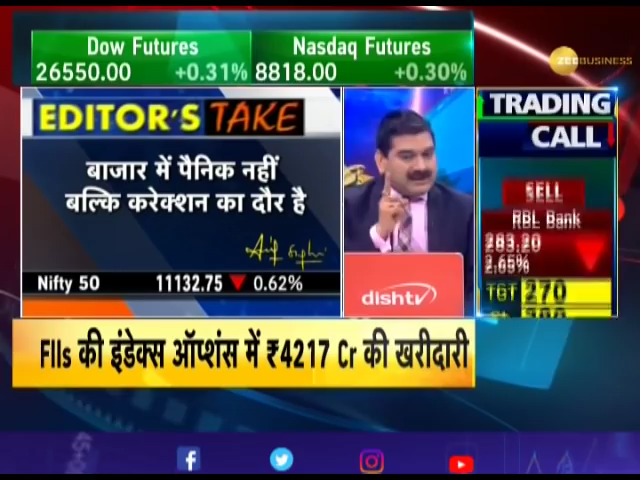 Dow Futures
26550.00 +0.31%
Nasdaq Futures
8818.00 +0.30%
ZEE BUSINESS
EDITOR'S TAKE
बाजार में पैनिक नहीं
बल्कि करेक्शन का दौर है
Nifty 50 11132.75 ▼ 0.62%
dishtv
TRADING
CALL
SELL
RBL Bank
283.20
2.65%
TGT 270
FIIs की इंडेक्स ऑप्शंस में ₹4217 Cr की खरीदारी